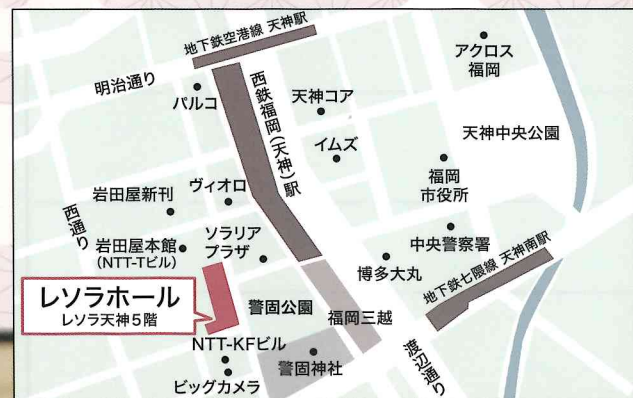 地下鉄空港線 天神駅
アクロス
福岡
明治通り
パルコ
西鉄福岡(天神)駅
天神コア
イムズ
天神中央公園
福岡
市役所
岩田屋新刊
ヴィオロ
西通り
岩田屋本館
(NTT-Tビル)
ソラリア
プラザ
中央警察署
博多大丸
地下鉄七隈線 天神南駅
レソラホール
レソラ天神5階
警固公園
福岡三越
渡辺通り
NTT-KFビル
ビッグカメラ
警固神社